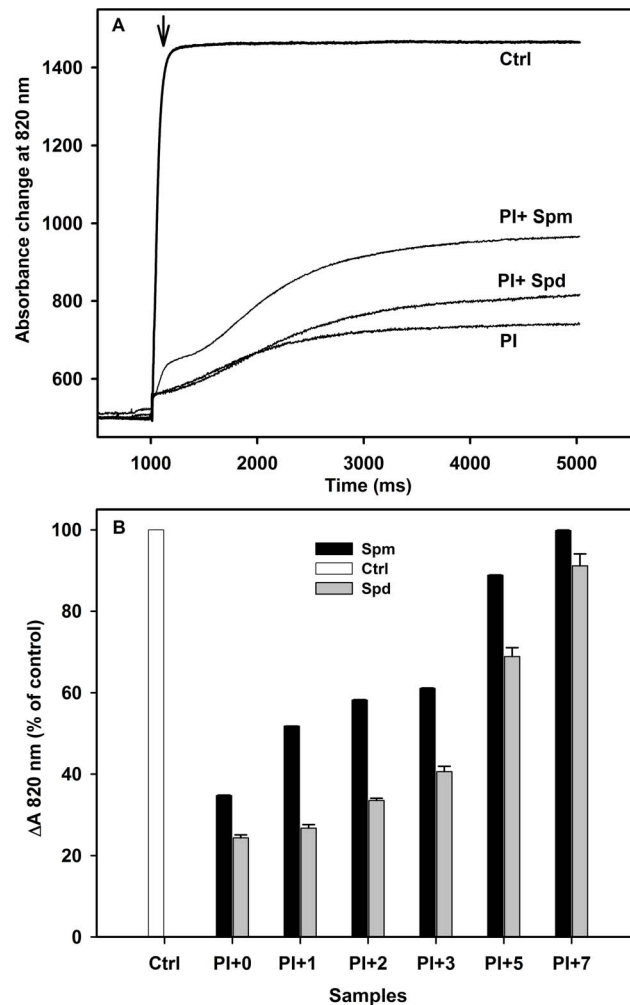 A
Absorbance change at 820 nm
1400
1200
1000
800
600
Ctrl
PI+ Spm
PI+ Spd
PI
1000 2000 3000 4000 5000
Time (ms)
B
ΔA 820 nm (% of control)
100
80
60
40
20
0
Spm
Ctrl
Spd
Ctrl PI+0 PI+1 PI+2 PI+3 PI+5 PI+7
Samples